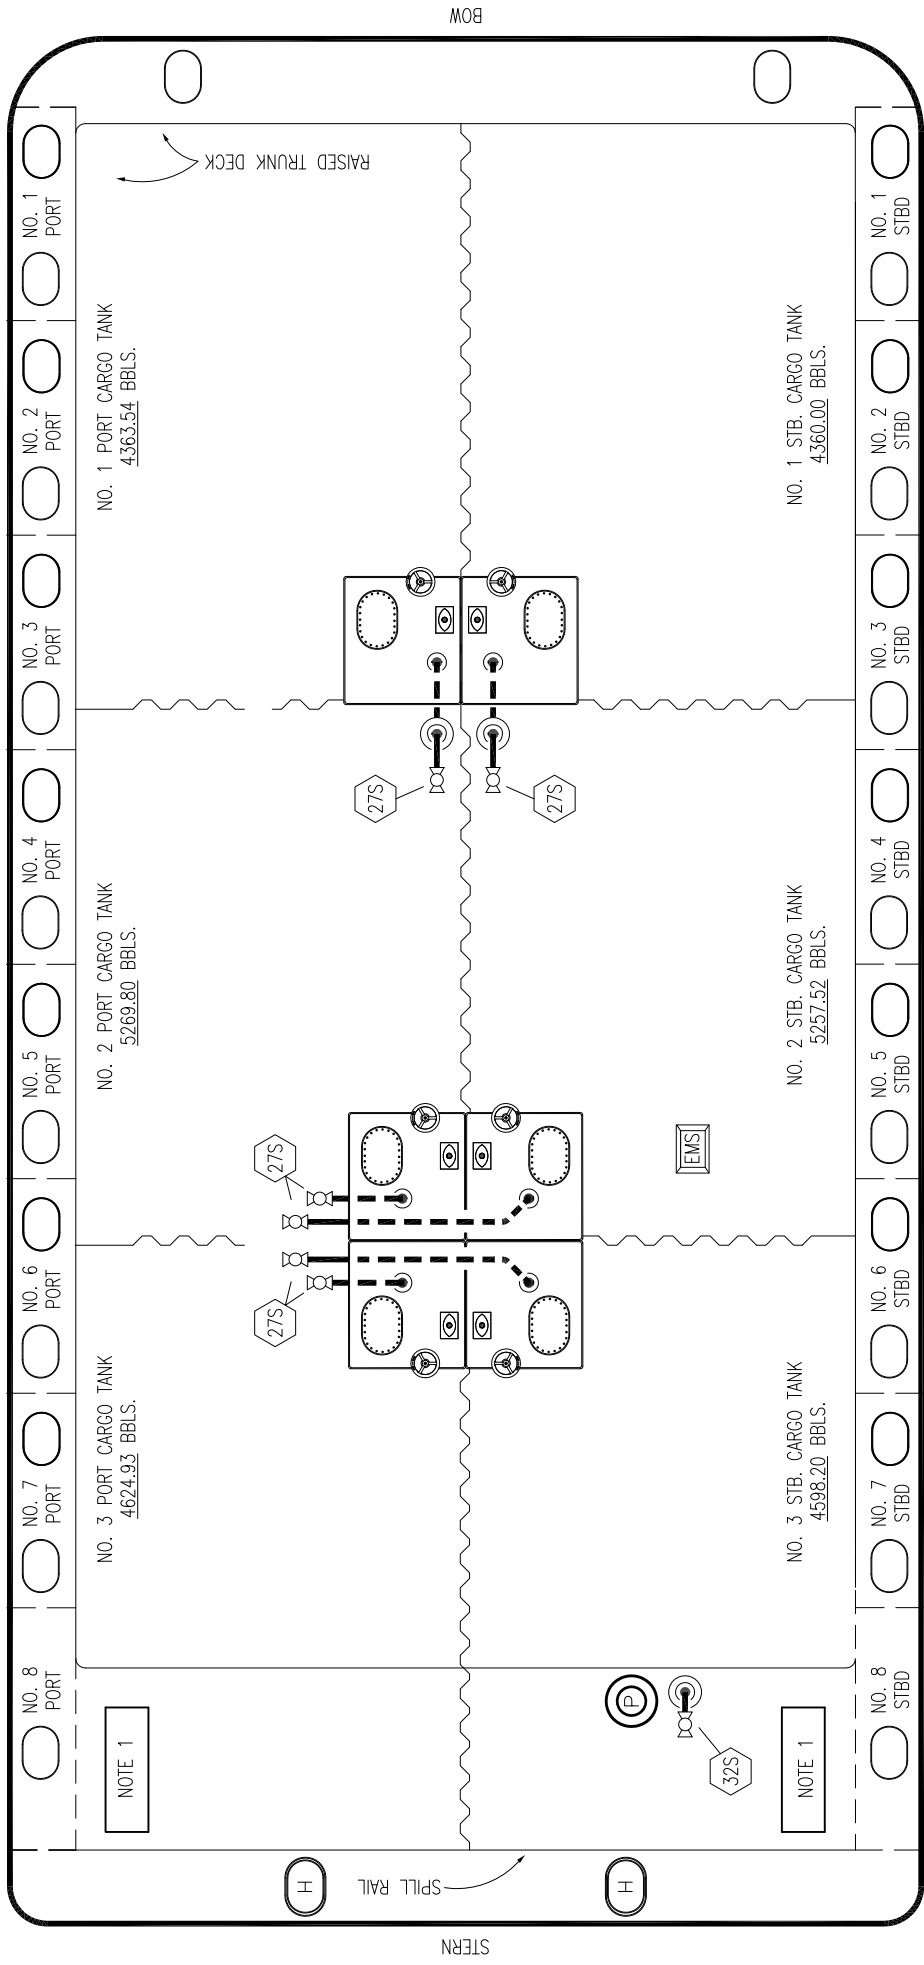 BOW
RAISED TRUNK DECK
NO. 1
PORT
NO. 2
PORT
NO. 3
PORT
NO. 4
PORT
NO. 5
PORT
NO. 6
PORT
NO. 7
PORT
NO. 8
PORT
NO. 1 PORT CARGO TANK
4363.54 BBLS.
NO. 2 PORT CARGO TANK
5269.80 BBLS.
NO. 3 PORT CARGO TANK
4624.93 BBLS.
NOTE 1
27S
27S
27S
27S
EMS
P
32S
NO. 1 STB. CARGO TANK
4360.00 BBLS.
NO. 2 STB. CARGO TANK
5257.52 BBLS.
NO. 3 STB. CARGO TANK
4598.20 BBLS.
NOTE 1
NO. 1
STBD
NO. 2
STBD
NO. 3
STBD
NO. 4
STBD
NO. 5
STBD
NO. 6
STBD
NO. 7
STBD
NO. 8
STBD
H
SPILL RAIL
H
STERN